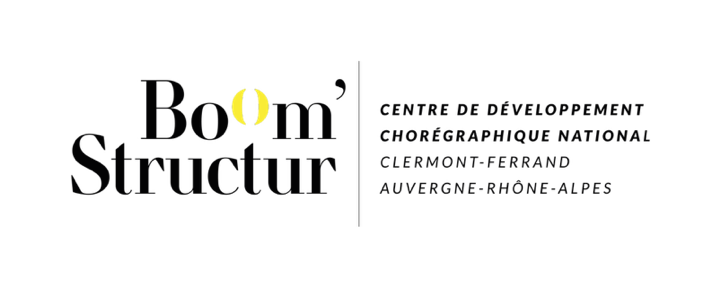 Boom'
Structur
CENTRE DE DÉVELOPPEMENT
CHORÉGRAPHIQUE NATIONAL
CLERMONT-FERRAND
AUVERGNE-RHÔNE-ALPES